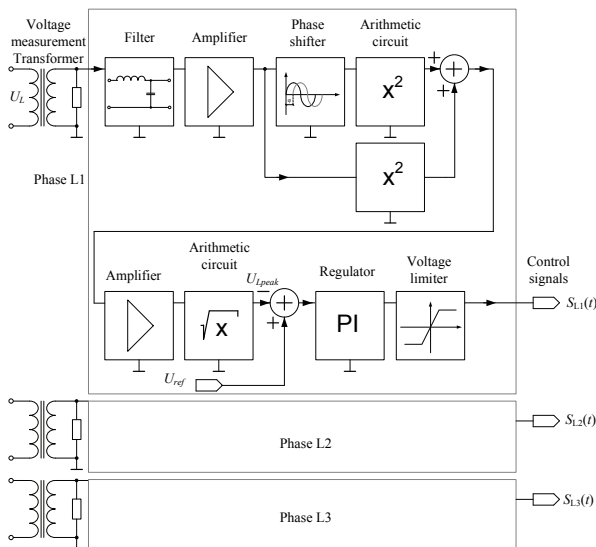 Voltage
measurement
Transformer
Filter
Amplifier
Phase
shifter
Arithmetic
circuit
U_L
φ
x²
+
+
+
Phase L1
x²
Amplifier
Arithmetic
circuit
U_Lpeak
Regulator
Voltage
limiter
Control
signals
√x
−
+
+
PI
S_L1(t)
U_ref
Phase L2
S_L2(t)
Phase L3
S_L3(t)